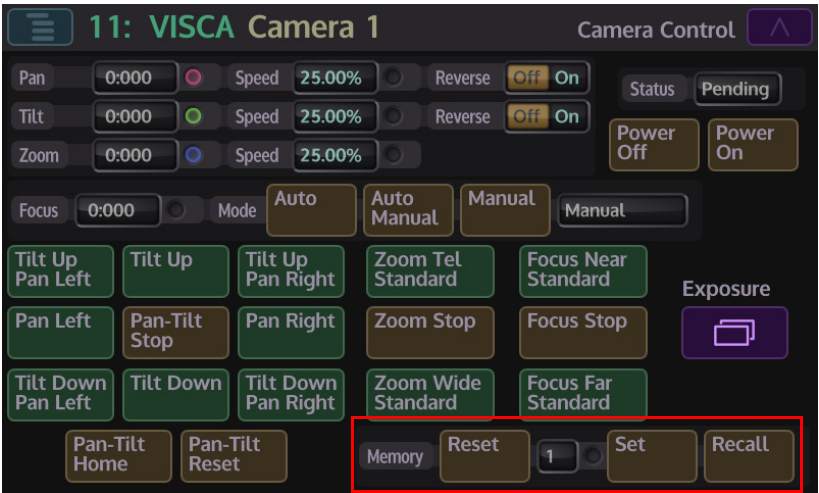 11: VISCA Camera 1 Camera Control
Pan 0:000 Speed 25.00% Reverse Off On
Status Pending
Tilt 0:000 Speed 25.00% Reverse Off On
Power Off
Power On
Zoom 0:000 Speed 25.00%
Focus 0:000 Mode Auto
Auto Manual
Manual
Manual
Tilt Up
Pan Left
Tilt Up
Tilt Up
Pan Right
Zoom Tel
Standard
Focus Near
Standard
Exposure
Pan Left
Pan-Tilt
Stop
Pan Right
Zoom Stop
Focus Stop
Tilt Down
Pan Left
Tilt Down
Tilt Down
Pan Right
Zoom Wide
Standard
Focus Far
Standard
Pan-Tilt
Home
Pan-Tilt
Reset
Memory Reset 1 Set Recall